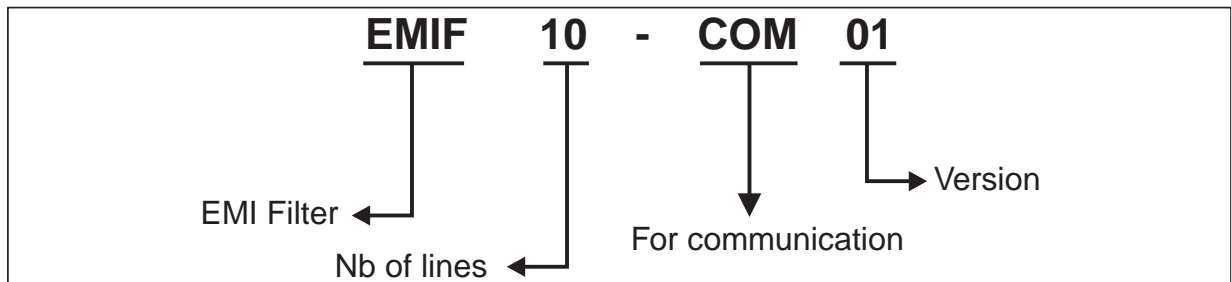 EMIF 10 - COM 01
Version
EMI Filter
For communication
Nb of lines